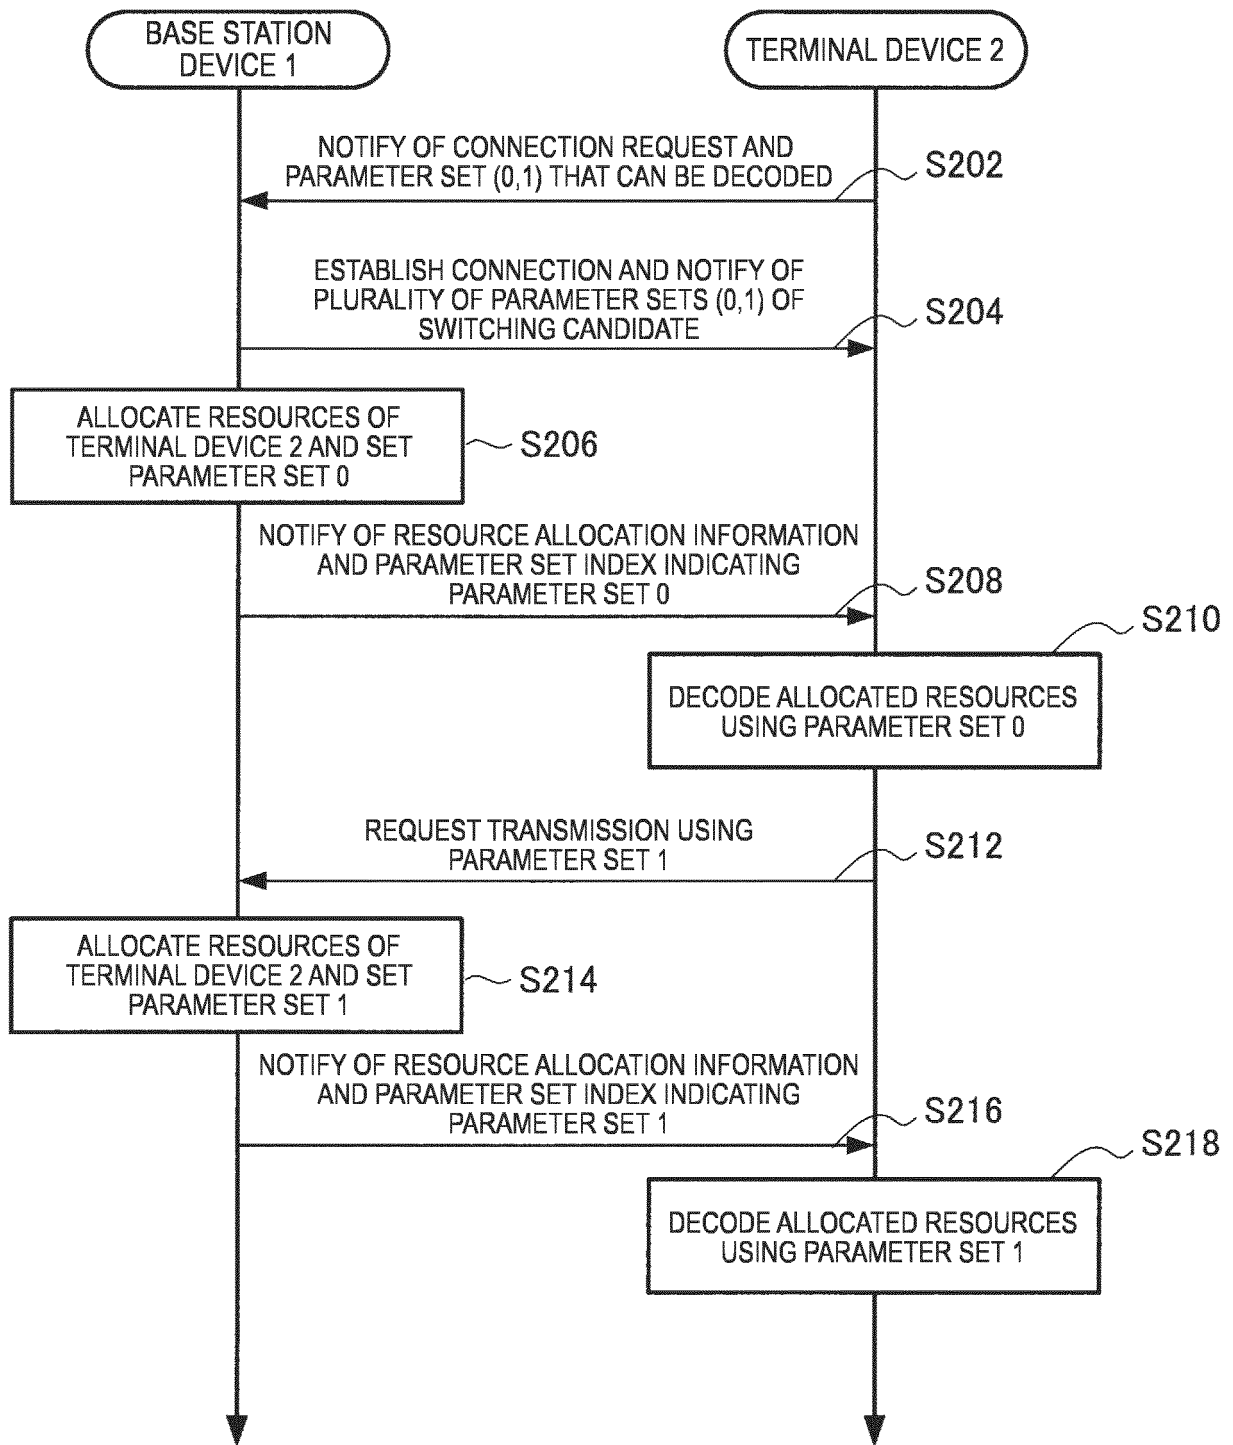 BASE STATION
DEVICE 1
TERMINAL DEVICE 2
NOTIFY OF CONNECTION REQUEST AND
PARAMETER SET (0,1) THAT CAN BE DECODED
S202
ESTABLISH CONNECTION AND NOTIFY OF
PLURALITY OF PARAMETER SETS (0,1) OF
SWITCHING CANDIDATE
S204
ALLOCATE RESOURCES OF
TERMINAL DEVICE 2 AND SET
PARAMETER SET 0
S206
NOTIFY OF RESOURCE ALLOCATION INFORMATION
AND PARAMETER SET INDEX INDICATING
PARAMETER SET 0
S208
S210
DECODE ALLOCATED RESOURCES
USING PARAMETER SET 0
REQUEST TRANSMISSION USING
PARAMETER SET 1
S212
ALLOCATE RESOURCES OF
TERMINAL DEVICE 2 AND SET
PARAMETER SET 1
S214
NOTIFY OF RESOURCE ALLOCATION INFORMATION
AND PARAMETER SET INDEX INDICATING
PARAMETER SET 1
S216
S218
DECODE ALLOCATED RESOURCES
USING PARAMETER SET 1